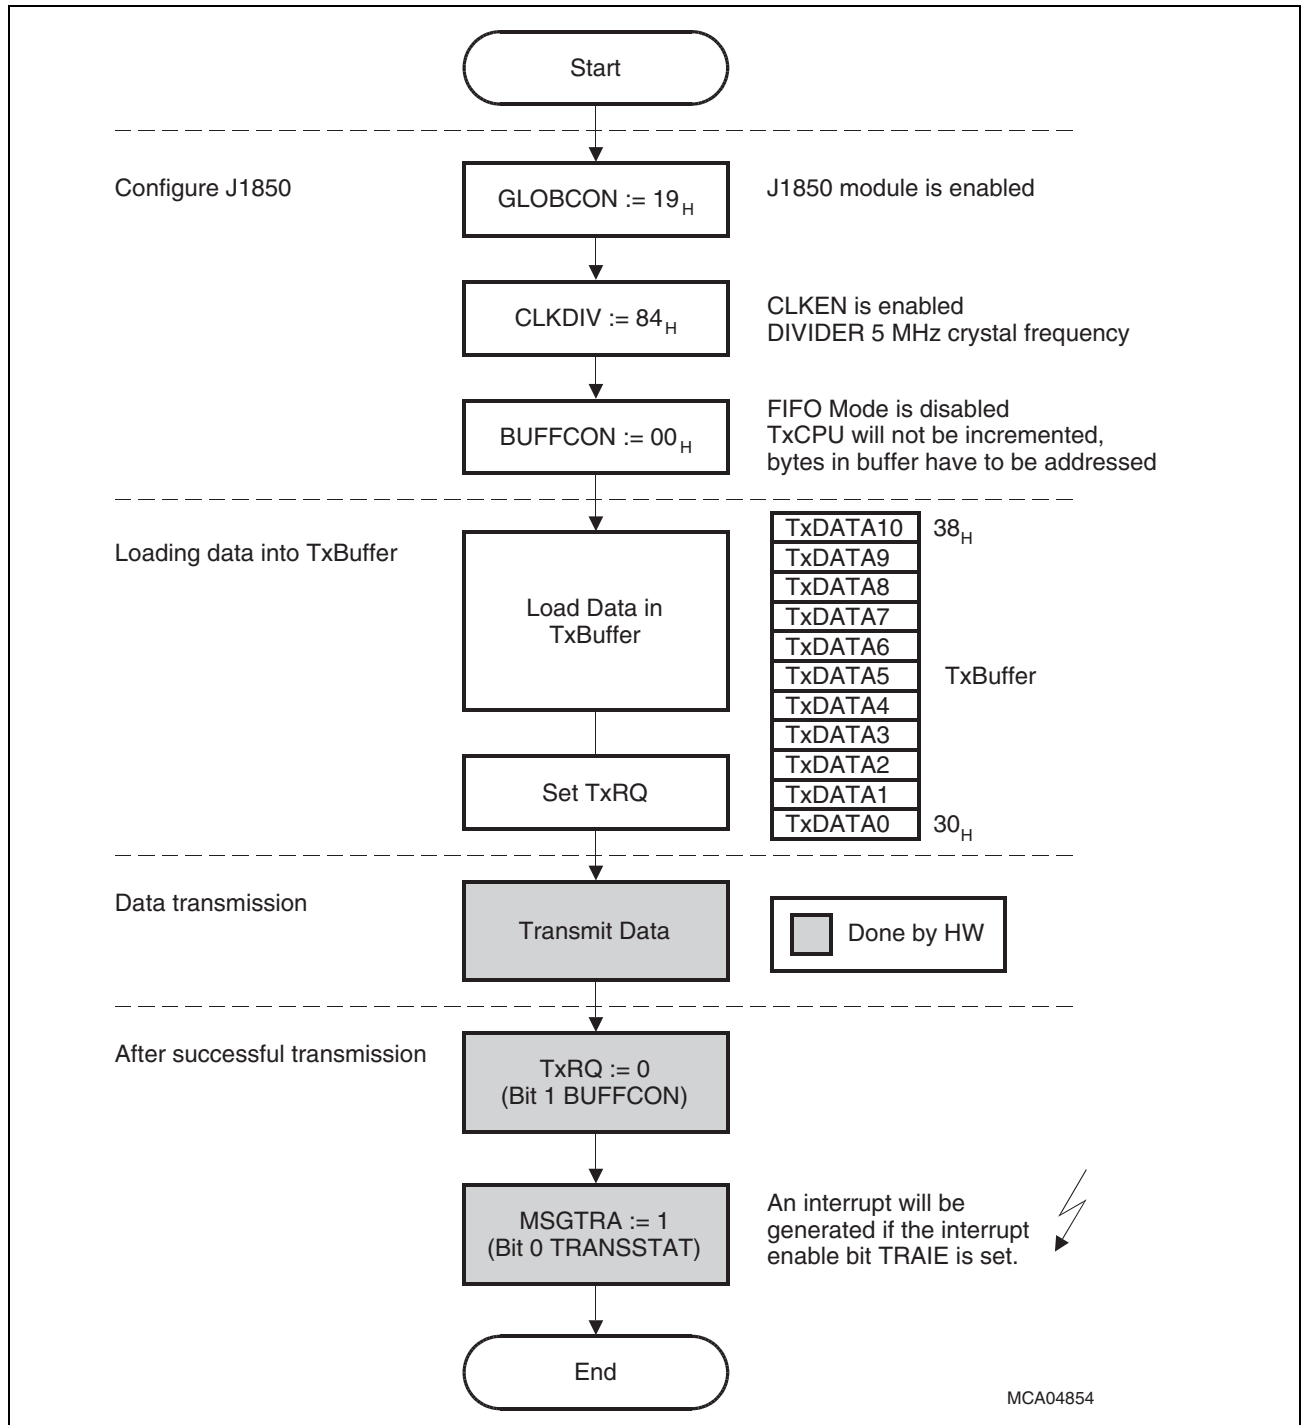 Start
Configure J1850
GLOBCON := 19H
J1850 module is enabled
CLKDIV := 84H
CLKEN is enabled
DIVIDER 5 MHz crystal frequency
BUFFCON := 00H
FIFO Mode is disabled
TxCPU will not be incremented,
bytes in buffer have to be addressed
Loading data into TxBuffer
Load Data in
TxBuffer
Set TxRQ
TxDATA10 38H
TxDATA9
TxDATA8
TxDATA7
TxDATA6
TxDATA5
TxBuffer
TxDATA4
TxDATA3
TxDATA2
TxDATA1
TxDATA0 30H
Data transmission
Transmit Data
Done by HW
After successful transmission
TxRQ := 0
(Bit 1 BUFFCON)
MSGTRA := 1
(Bit 0 TRANSSTAT)
An interrupt will be
generated if the interrupt
enable bit TRAIE is set.
End
MCA04854